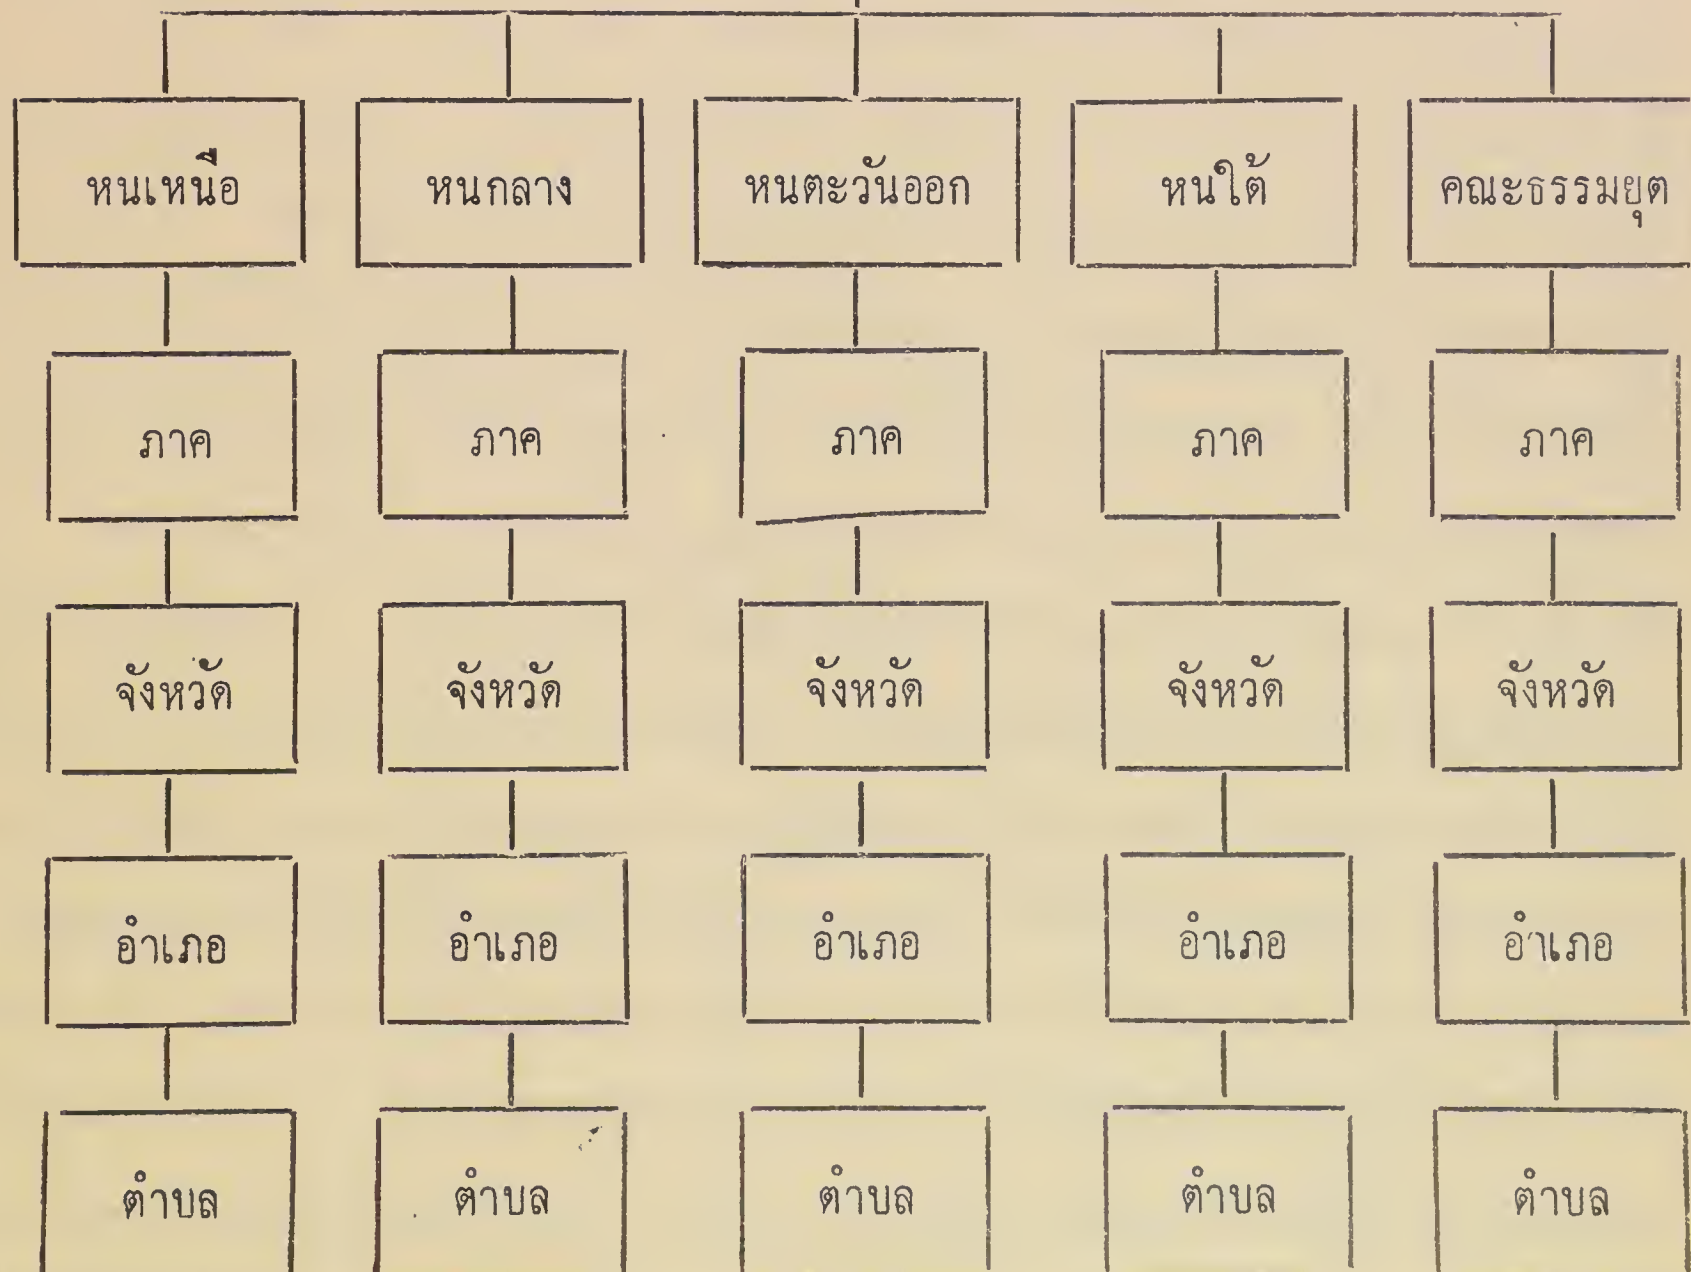 หนเหนือ หนกลาง หนตะวันออก หนใต้ คณะธรรมยุต
ภาค ภาค ภาค ภาค ภาค
จังหวัด จังหวัด จังหวัด จังหวัด จังหวัด
อำเภอ อำเภอ อำเภอ อำเภอ อำเภอ
ตำบล ตำบล ตำบล ตำบล ตำบล